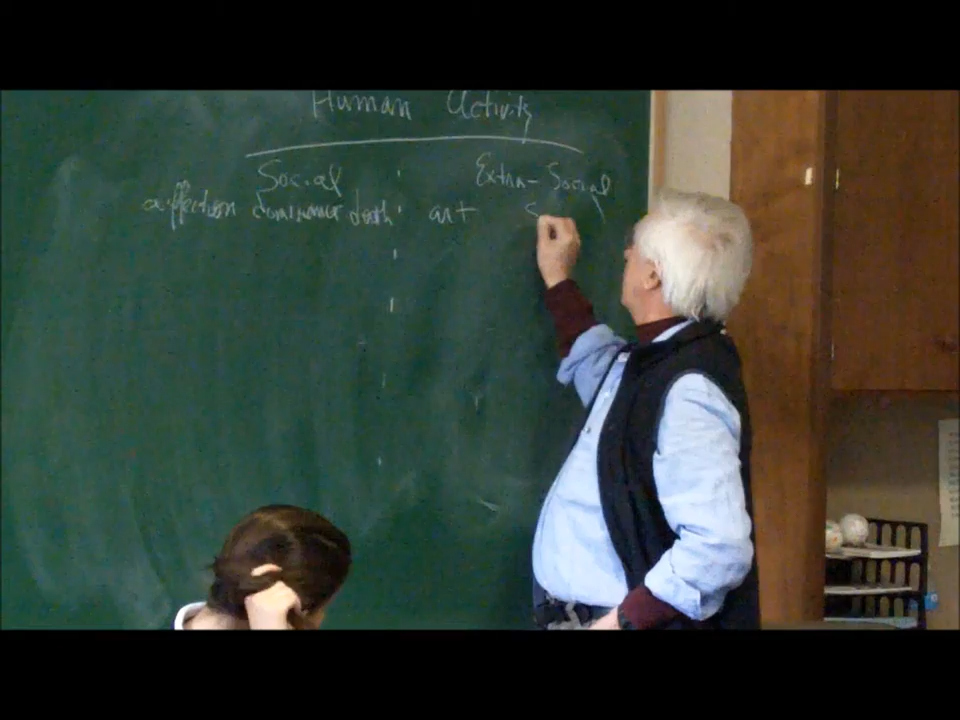 Human Activity
Social Extra-Social
affection dominance death art